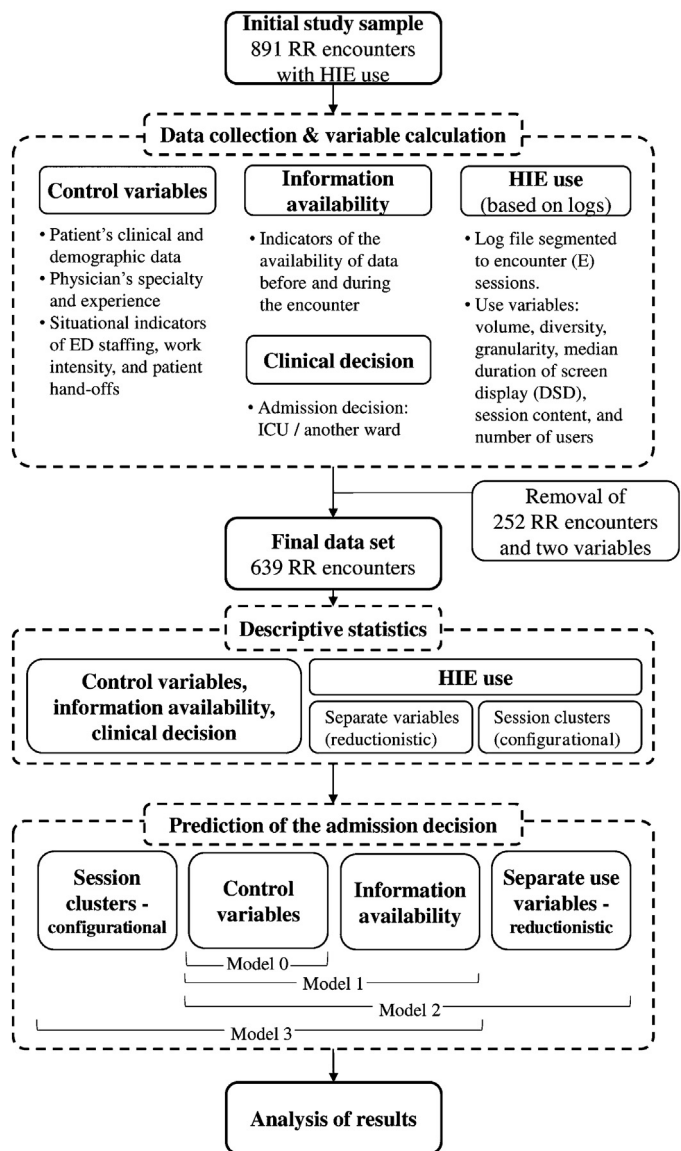 Initial study sample
891 RR encounters
with HIE use
Data collection & variable calculation
Control variables
• Patient's clinical and
demographic data
• Physician's specialty
and experience
• Situational indicators
of ED staffing, work
intensity, and patient
hand-offs
Information
availability
• Indicators of the
availability of data
before and during
the encounter
Clinical decision
• Admission decision:
ICU / another ward
HIE use
(based on logs)
• Log file segmented
to encounter (E)
sessions.
• Use variables:
volume, diversity,
granularity, median
duration of screen
display (DSD),
session content, and
number of users
Removal of
252 RR encounters
and two variables
Final data set
639 RR encounters
Descriptive statistics
Control variables,
information availability,
clinical decision
HIE use
Separate variables
(reductionistic)
Session clusters
(configurational)
Prediction of the admission decision
Session
clusters -
configurational
Control
variables
Information
availability
Separate use
variables -
reductionistic
Model 0
Model 1
Model 2
Model 3
Analysis of results